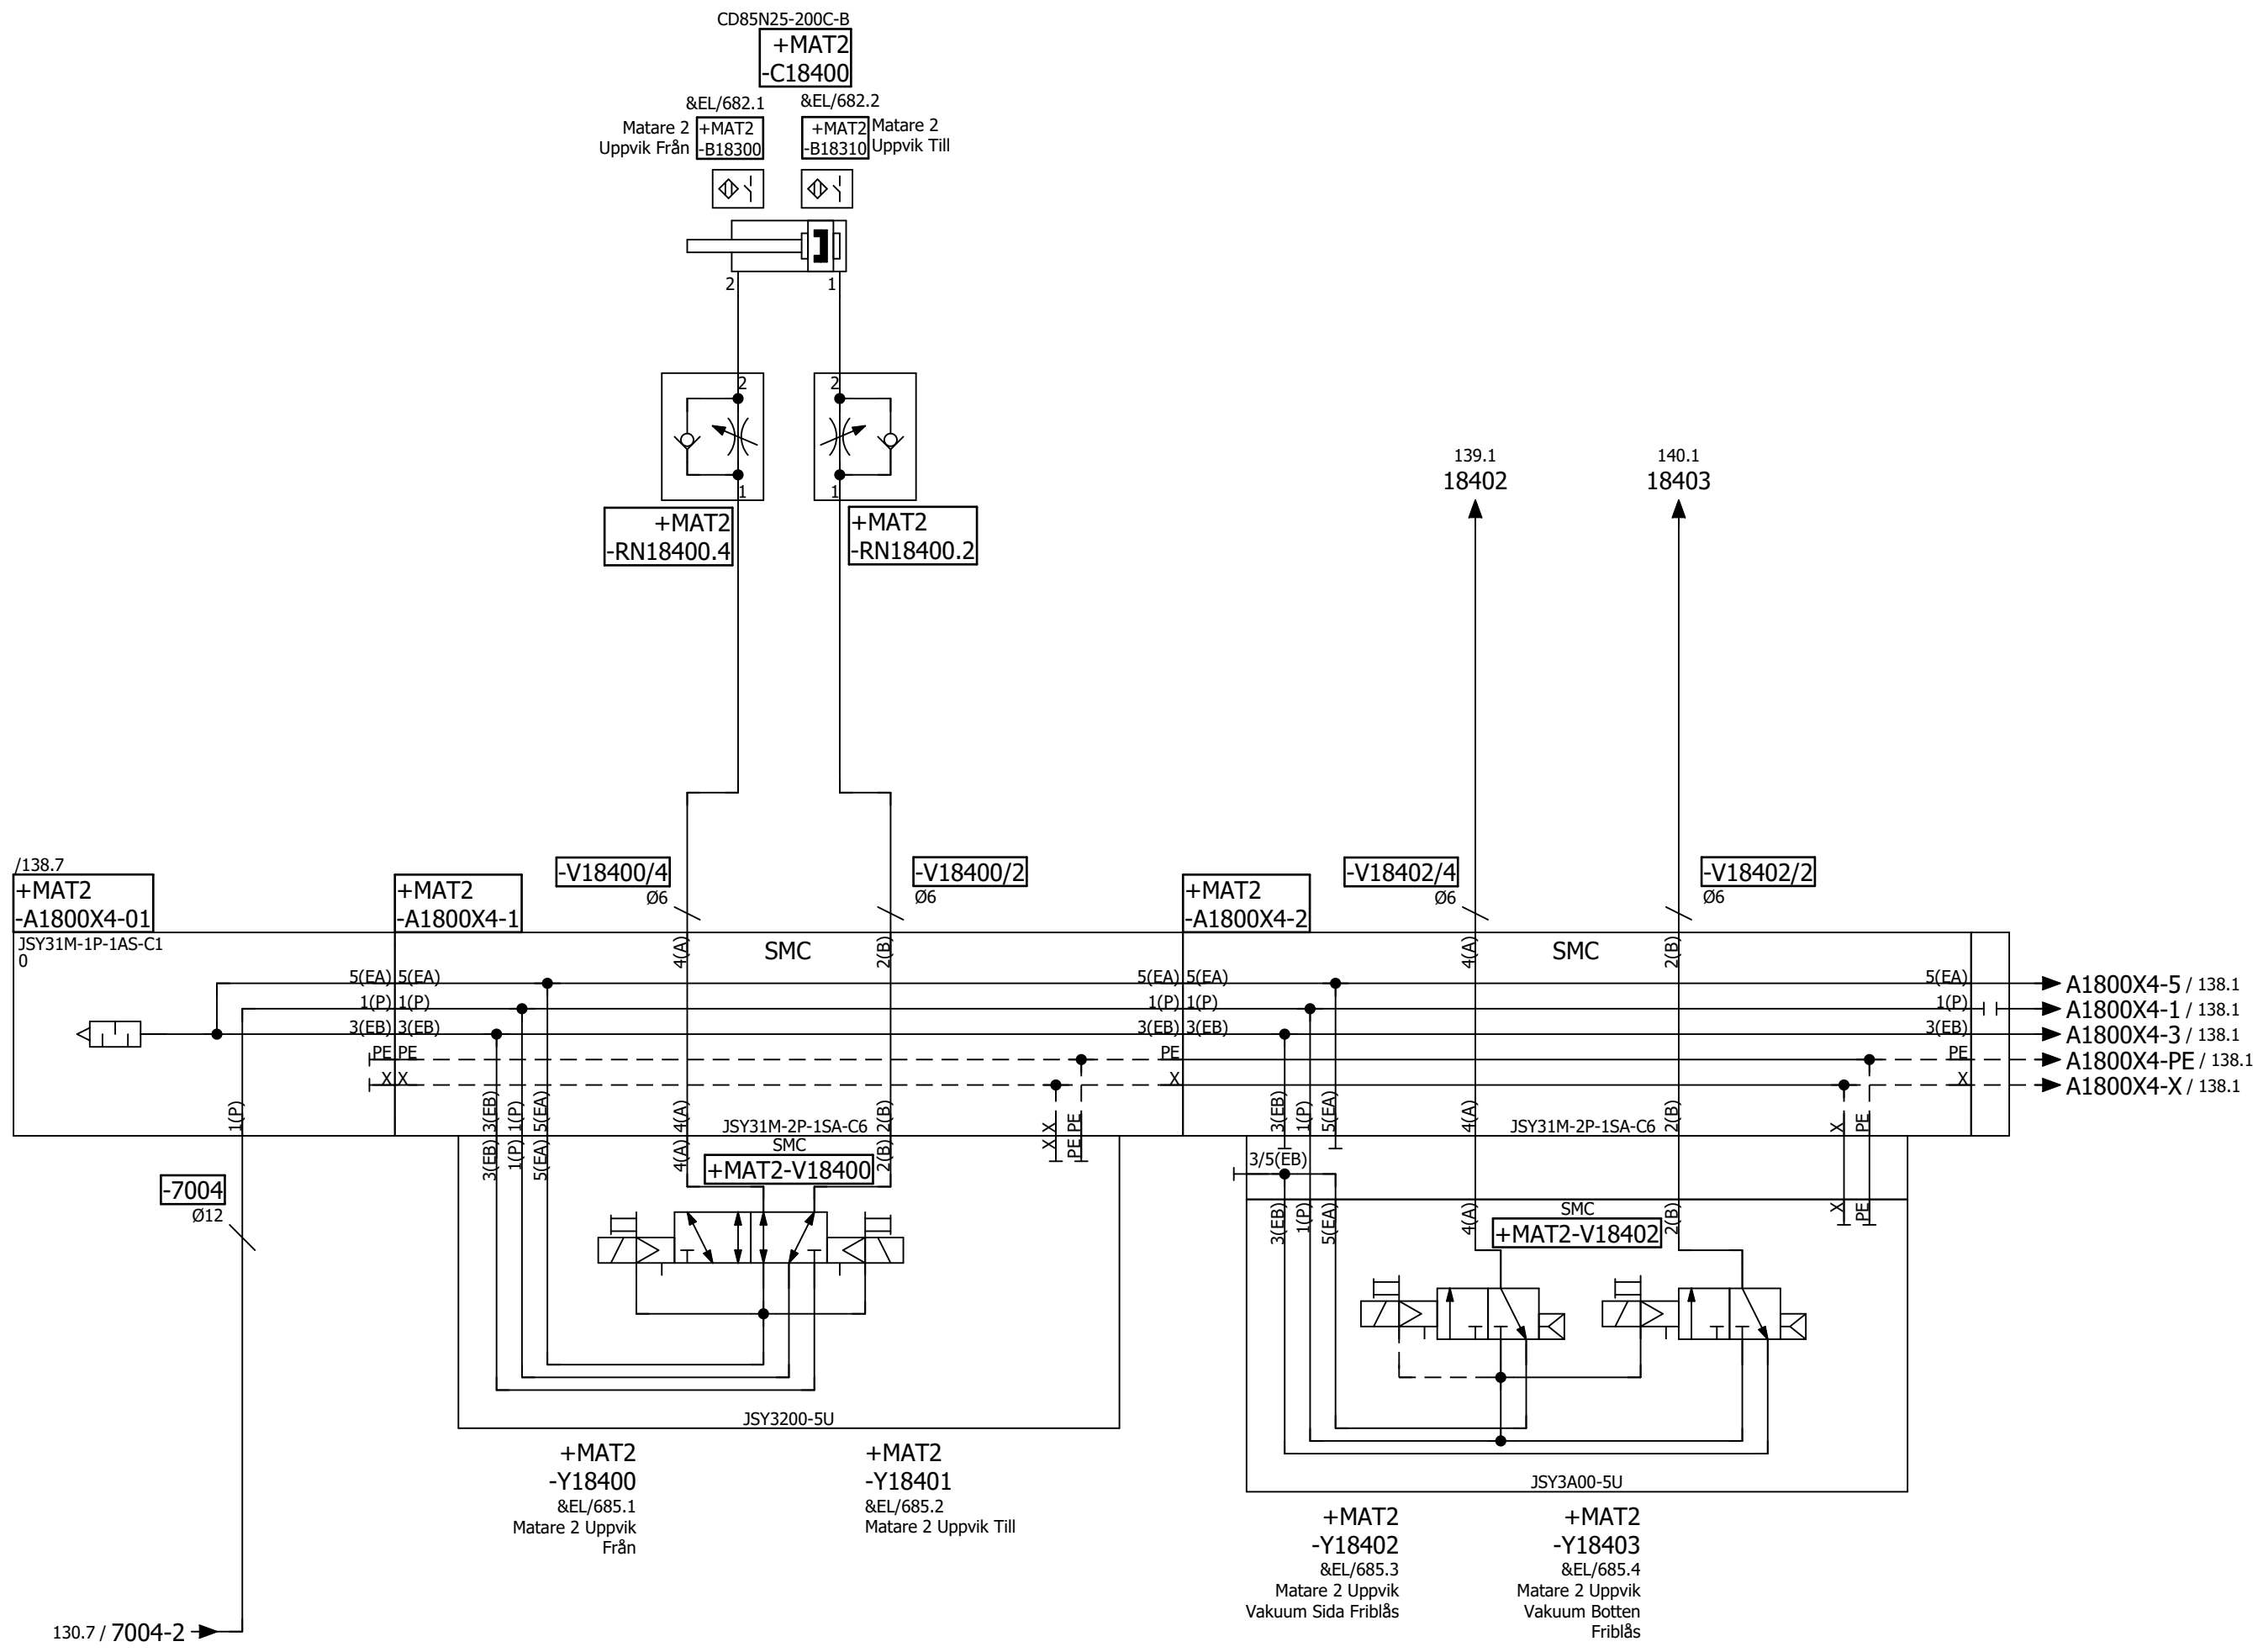 CD85N25-200C-B
+MAT2
-C18400
&EL/682.1
&EL/682.2
Matare 2
Uppvik Från
+MAT2
-B18300
+MAT2
-B18310
Matare 2
Uppvik Till
2
1
2
1
2
1
+MAT2
-RN18400.4
+MAT2
-RN18400.2
139.1
18402
140.1
18403
/138.7
+MAT2
-A1800X4-01
+MAT2
-A1800X4-1
-V18400/4
Ø6
-V18400/2
Ø6
+MAT2
-A1800X4-2
-V18402/4
Ø6
-V18402/2
Ø6
JSY31M-1P-1AS-C1
0
4(A)
SMC
2(B)
4(A)
SMC
2(B)
5(EA)
5(EA)
5(EA)
5(EA)
5(EA)
A1800X4-5 / 138.1
1(P)
1(P)
1(P)
1(P)
1(P)
A1800X4-1 / 138.1
3(EB)
3(EB)
3(EB)
3(EB)
3(EB)
A1800X4-3 / 138.1
PE
PE
PE
PE
A1800X4-PE / 138.1
X
X
X
X
A1800X4-X / 138.1
1(P)
3(EB)
1(P)
5(EA)
4(A)
JSY31M-2P-1SA-C6
2(B)
X
PE
3(EB)
1(P)
5(EA)
4(A)
JSY31M-2P-1SA-C6
2(B)
X
PE
3(EB)
1(P)
5(EA)
4(A)
SMC
+MAT2-V18400
2(B)
X
PE
3/5(EB)
-7004
Ø12
3(EB)
1(P)
5(EA)
4(A)
SMC
+MAT2-V18402
2(B)
X
PE
JSY3200-5U
JSY3A00-5U
+MAT2
-Y18400
&EL/685.1
Matare 2 Uppvik
Från
+MAT2
-Y18401
&EL/685.2
Matare 2 Uppvik Till
+MAT2
-Y18402
&EL/685.3
Matare 2 Uppvik
Vakuum Sida Friblås
+MAT2
-Y18403
&EL/685.4
Matare 2 Uppvik
Vakuum Botten
Friblås
130.7 / 7004-2